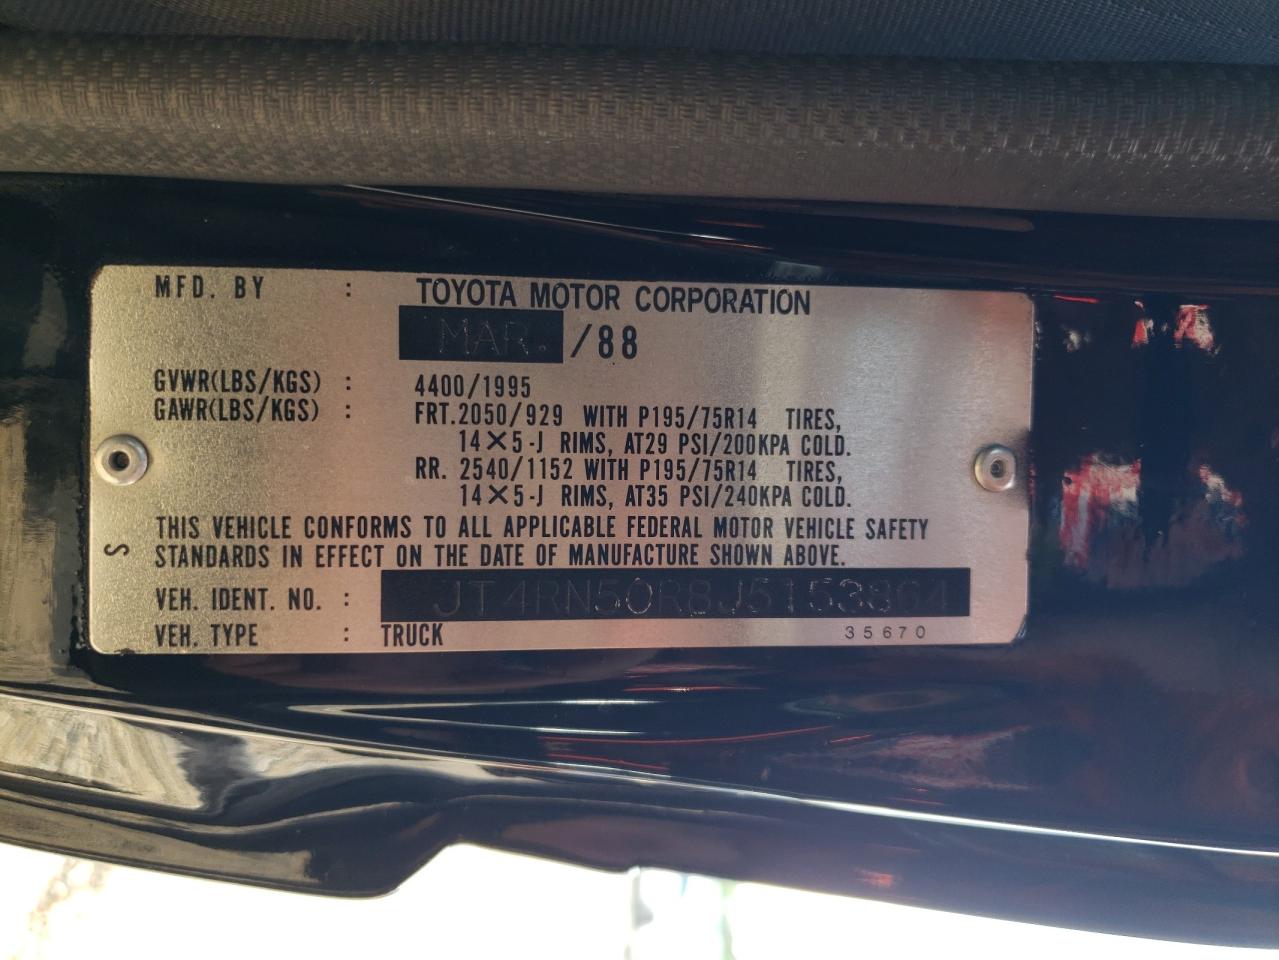 MFD. BY : TOYOTA MOTOR CORPORATION
MAR. /88
GVWR(LBS/KGS) : 4400/1995
GAWR(LBS/KGS) : FRT.2050/929 WITH P195/75R14 TIRES,
14×5-J RIMS, AT29 PSI/200KPA COLD.
RR. 2540/1152 WITH P195/75R14 TIRES,
14×5-J RIMS, AT35 PSI/240KPA COLD.
THIS VEHICLE CONFORMS TO ALL APPLICABLE FEDERAL MOTOR VEHICLE SAFETY
STANDARDS IN EFFECT ON THE DATE OF MANUFACTURE SHOWN ABOVE.
S
VEH. IDENT. NO. : JT4RN50R8J5153864
VEH. TYPE : TRUCK 35670